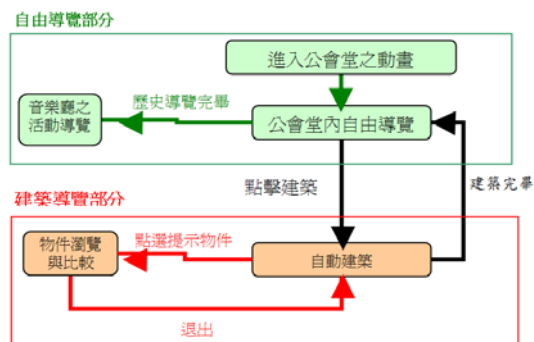 自由導覽部分
進入公會堂之動畫
歷史導覽完畢
音樂廳之
活動導覽
公會堂內自由導覽
點擊建築
建築完畢
建築導覽部分
物件瀏覽
與比較
點選提示物件
自動建築
退出